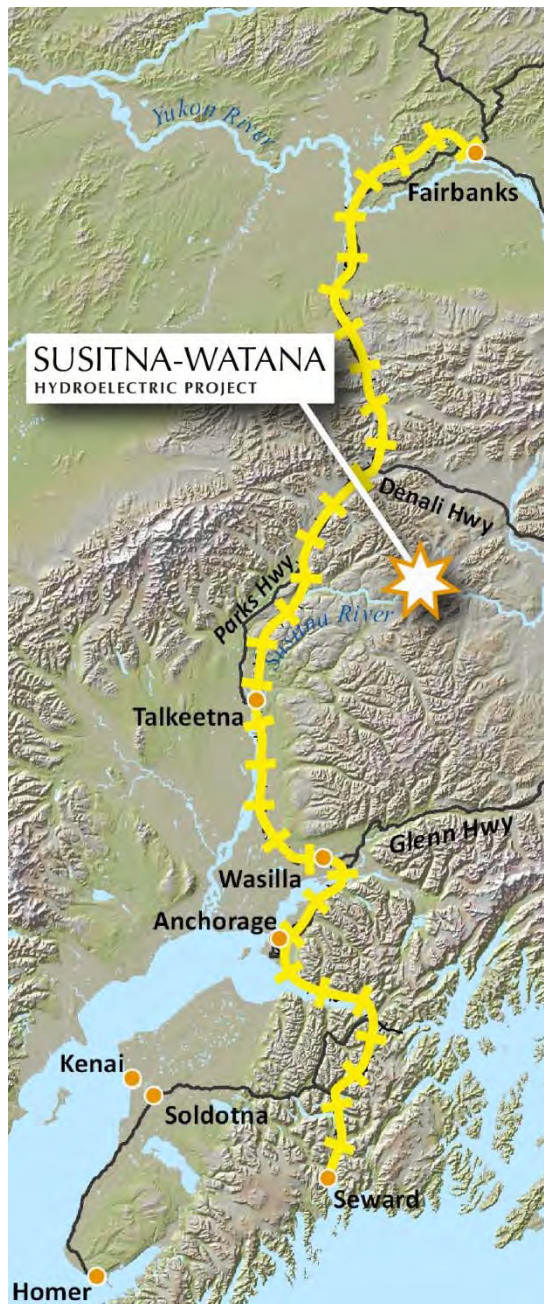 Yukon River
Fairbanks
SUSITNA-WATANA
HYDROELECTRIC PROJECT
Denali Hwy
Parks Hwy
Susitna River
Talkeetna
Glenn Hwy
Wasilla
Anchorage
Kenai
Soldotna
Seward
Homer